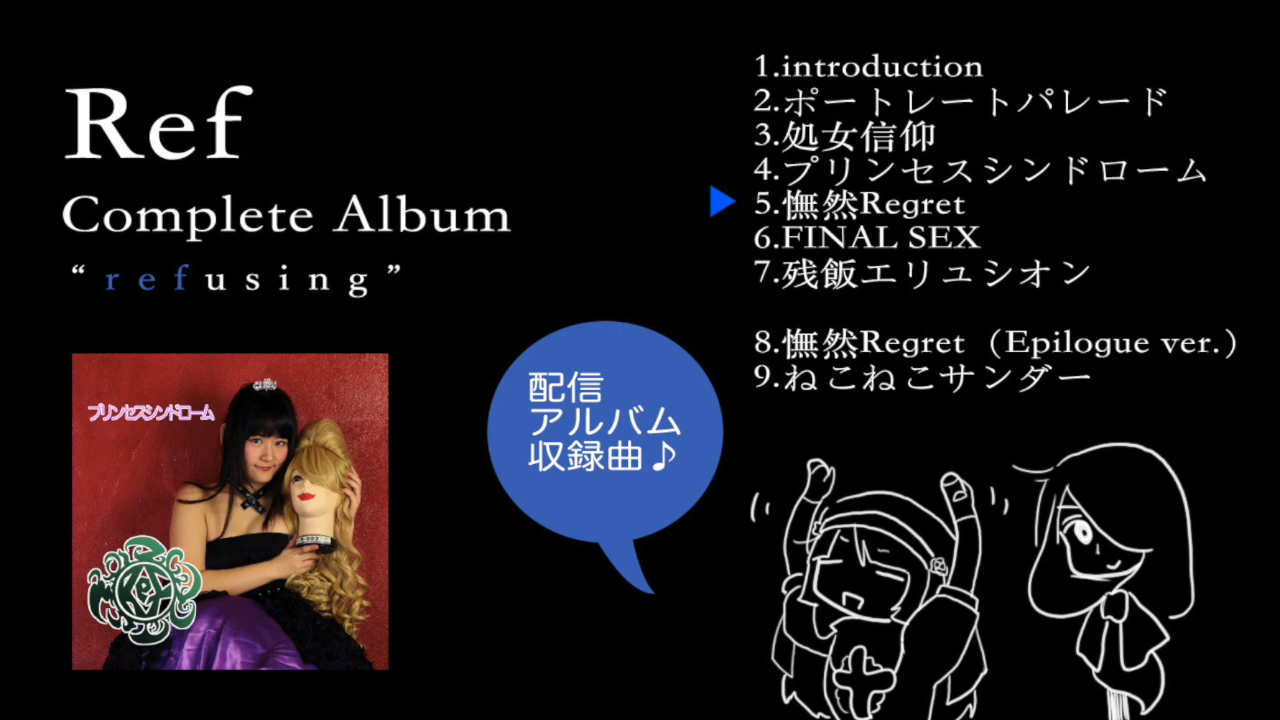 Ref
Complete Album
“refusing”
プリンセスシンドローム
Ref
配信
アルバム
収録曲♪
1.introduction
2.ポートレートパレード
3.処女信仰
4.プリンセスシンドローム
5.憮然Regret
6.FINAL SEX
7.残飯エリュシオン
8.憮然Regret（Epilogue ver.）
9.ねこねこサンダー